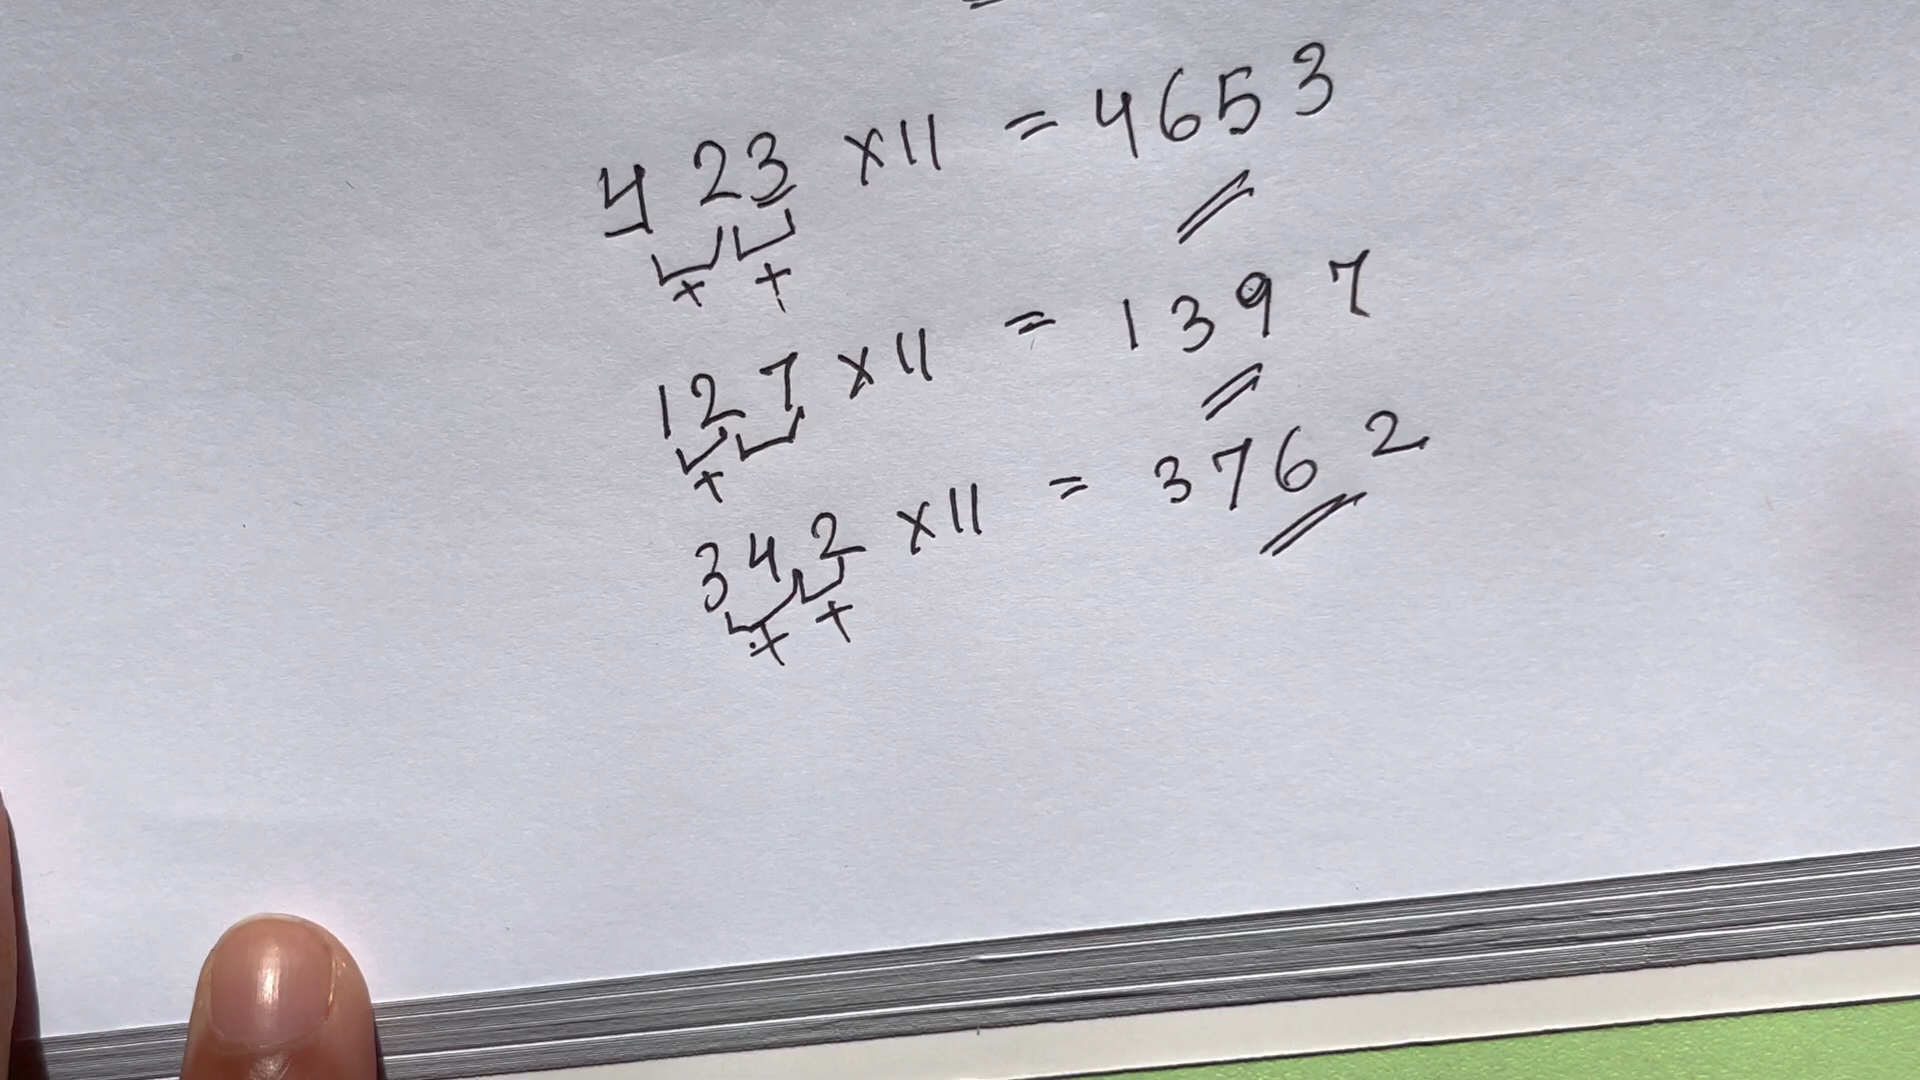 423 x11 = 4653
+ +
127 x11 = 1397
+
342 x11 = 3762
+ +